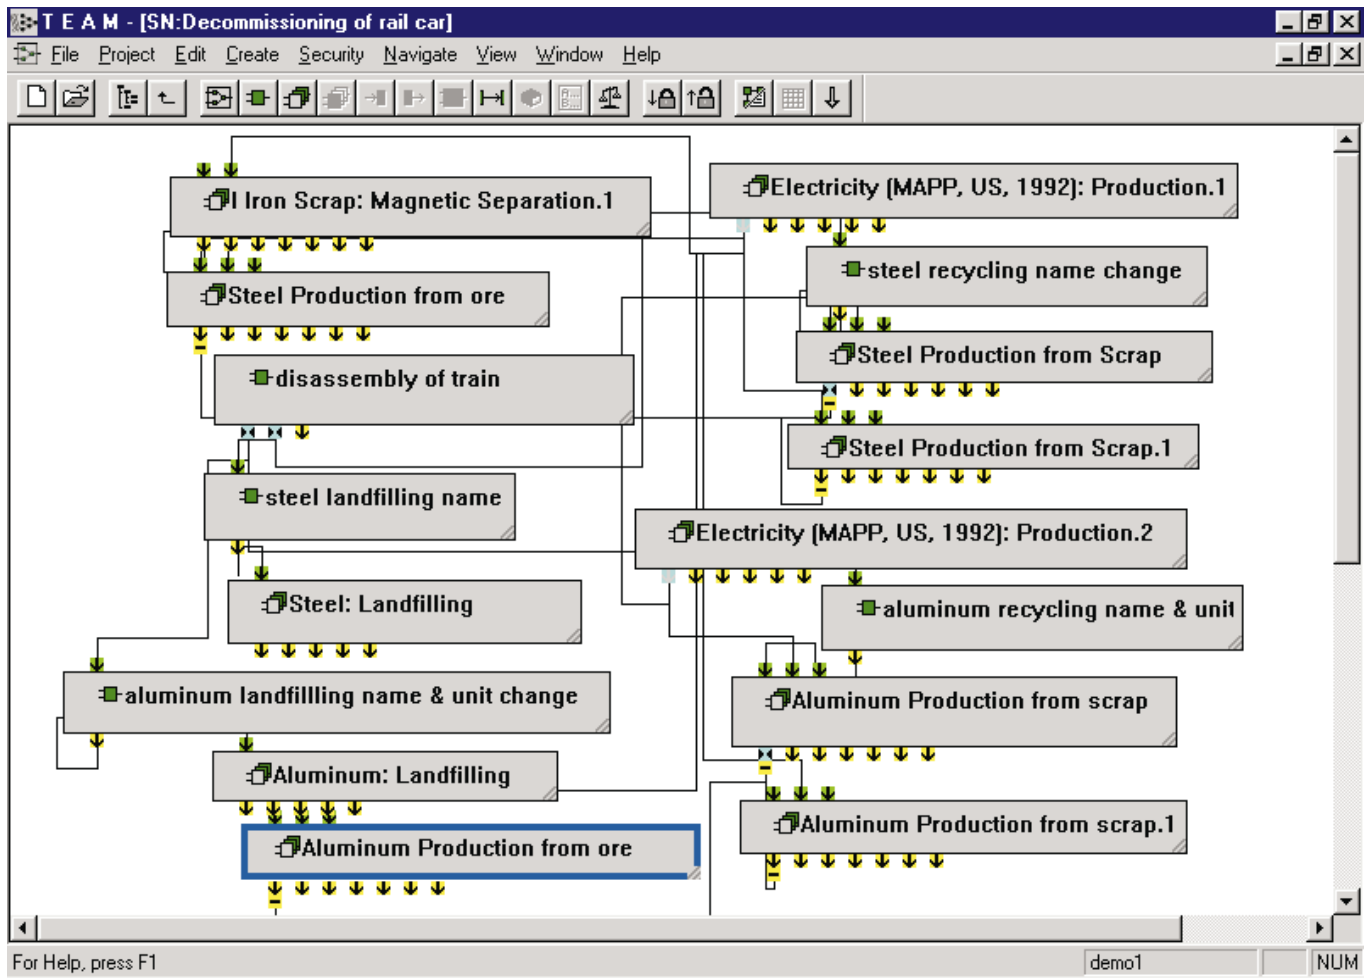 T E A M - [SN:Decommissioning of rail car]
File Project Edit Create Security Navigate View Window Help
I Iron Scrap: Magnetic Separation.1
Electricity (MAPP, US, 1992): Production.1
steel recycling name change
Steel Production from ore
Steel Production from Scrap
disassembly of train
Steel Production from Scrap.1
steel landfilling name
Electricity (MAPP, US, 1992): Production.2
Steel: Landfilling
aluminum recycling name & unit
aluminum landfillling name & unit change
Aluminum Production from scrap
Aluminum: Landfilling
Aluminum Production from scrap.1
Aluminum Production from ore
For Help, press F1
demo1
NUM